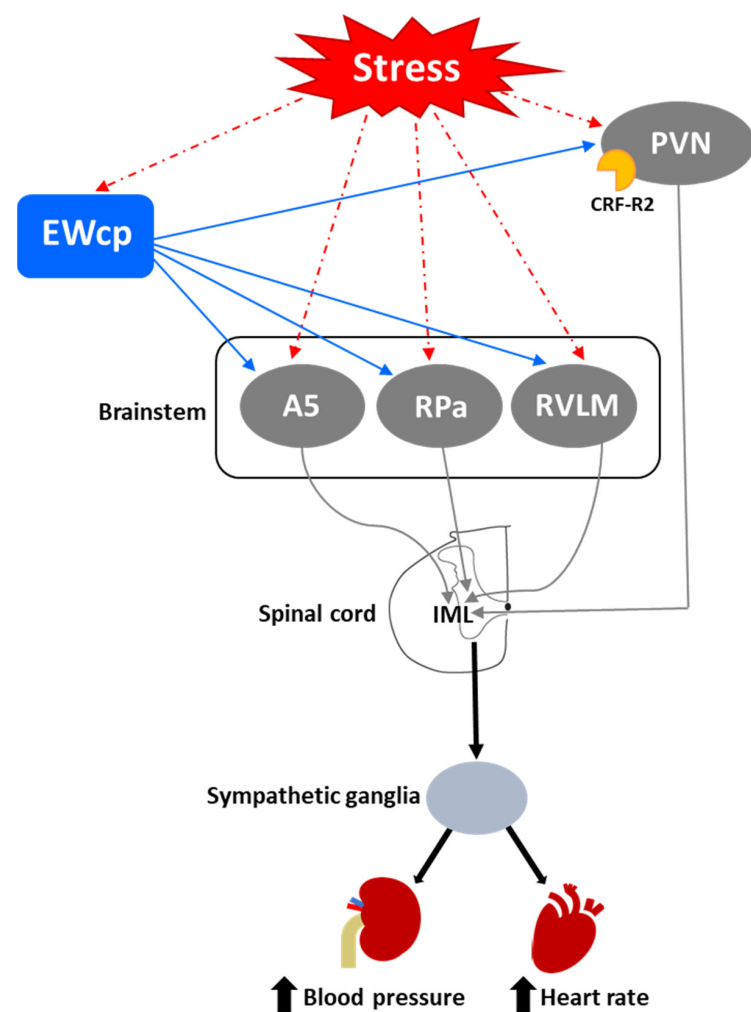 Stress
PVN
CRF-R2
EWcp
Brainstem
A5
RPa
RVLM
Spinal cord
IML
Sympathetic ganglia
Blood pressure
Heart rate